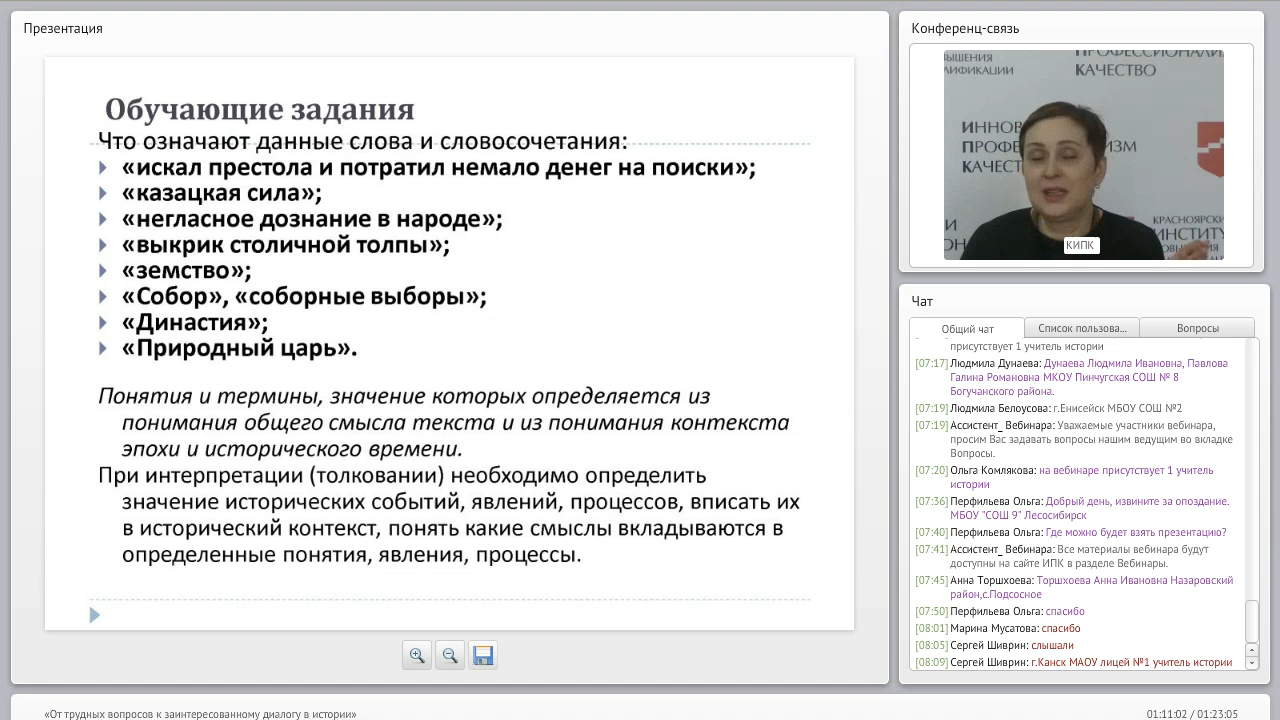 Презентация
Обучающие задания
Что означают данные слова и словосочетания:
«искал престола и потратил немало денег на поиски»;
«казацкая сила»;
«негласное дознание в народе»;
«выкрик столичной толпы»;
«земство»;
«Собор», «соборные выборы»;
«Династия»;
«Природный царь».
Понятия и термины, значение которых определяется из
понимания общего смысла текста и из понимания контекста
эпохи и исторического времени.
При интерпретации (толковании) необходимо определить
значение исторических событий, явлений, процессов, вписать их
в исторический контекст, понять какие смыслы вкладываются в
определенные понятия, явления, процессы.
Конференц-связь
КАЧЕСТВО
КАЧЕСТ
КРАСНОЯРСКИ
ИНСТИТУ
КИПК
Чат
Общий чат
Список пользова...
Вопросы
присутствует 1 учитель истории
[07:17] Людмила Дунаева: Дунаева Людмила Ивановна, Павлова
Галина Романовна МКОУ Пинчугская СОШ № 8
Богучанского района.
[07:19] Людмила Белоусова: г.Енисейск МБОУ СОШ №2
[07:19] Ассистент_ Вебинара: Уважаемые участники вебинара,
просим Вас задавать вопросы нашим ведущим во вкладке
Вопросы.
[07:20] Ольга Комлякова: на вебинаре присутствует 1 учитель
истории
[07:36] Перфильева Ольга: Добрый день, извините за опоздание.
МБОУ "СОШ 9" Лесосибирск
[07:40] Перфильева Ольга: Где можно будет взять презентацию?
[07:41] Ассистент_ Вебинара: Все материалы вебинара будут
доступны на сайте ИПК в разделе Вебинары.
[07:45] Анна Торшхоева: Торшхоева Анна Ивановна Назаровский
район,с.Подсосное
[07:50] Перфильева Ольга: спасибо
[08:01] Марина Мусатова: спасибо
[08:05] Сергей Шиврин: слышали
[08:09] Сергей Шиврин: г.Канск МАОУ лицей №1 учитель истории
«От трудных вопросов к заинтересованному диалогу в истории»
01:11:02 / 01:23:05